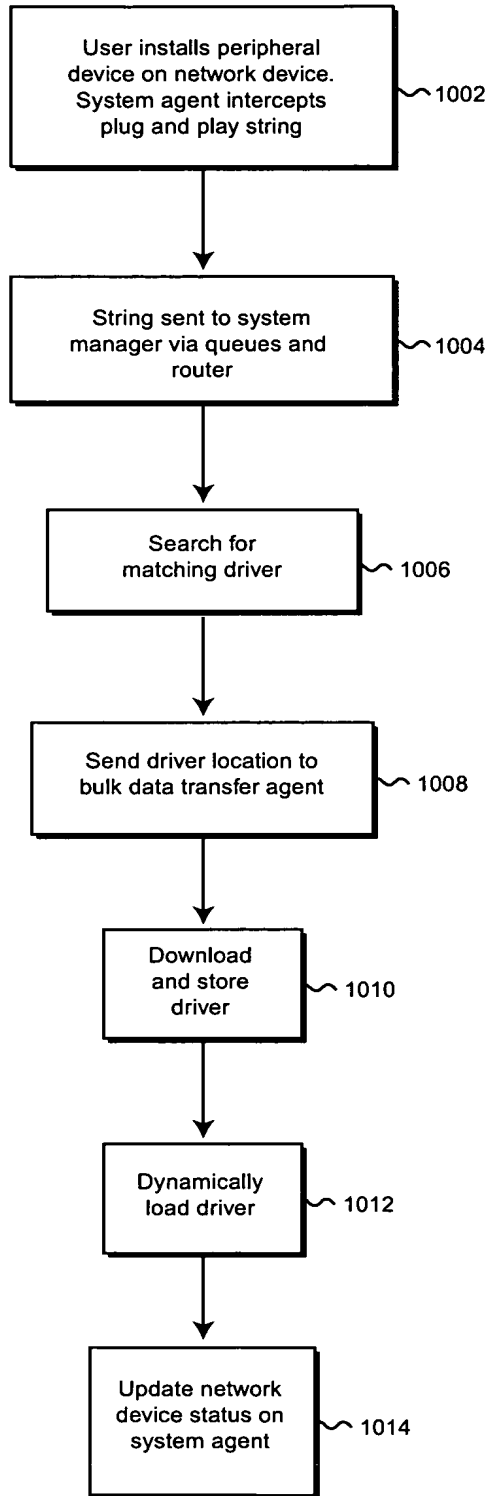 User installs peripheral
device on network device.
System agent intercepts
plug and play string
1002
String sent to system
manager via queues and
router
1004
Search for
matching driver
1006
Send driver location to
bulk data transfer agent
1008
Download
and store
driver
1010
Dynamically
load driver
1012
Update network
device status on
system agent
1014